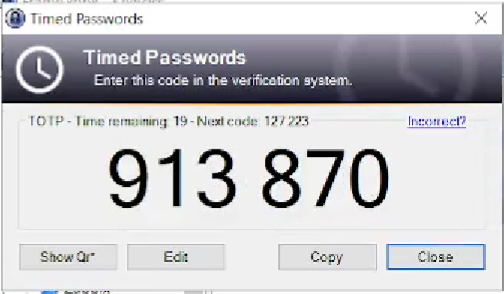 Timed Passwords
Timed Passwords
Enter this code in the verification system.
TOTP - Time remaining: 19 - Next code: 127 223
Incorrect?
913 870
Show Qr*
Edit
Copy
Close